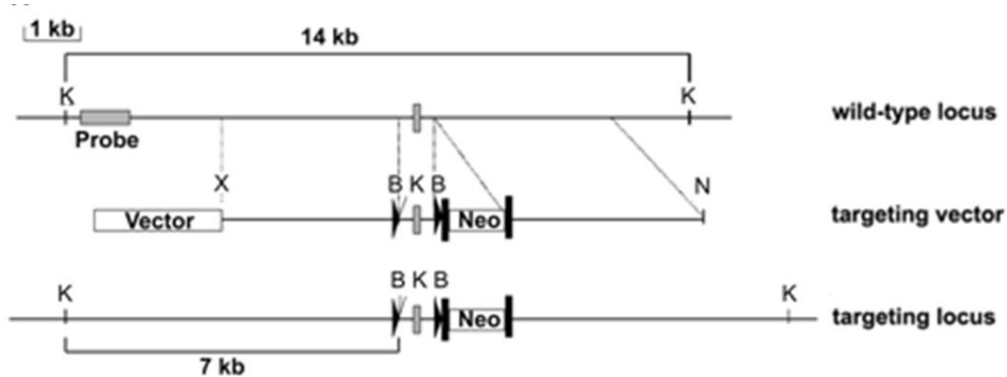 1 kb
14 kb
K K
Probe
wild-type locus
X B K B N
Vector Neo
targeting vector
K B K B K
Neo
targeting locus
7 kb